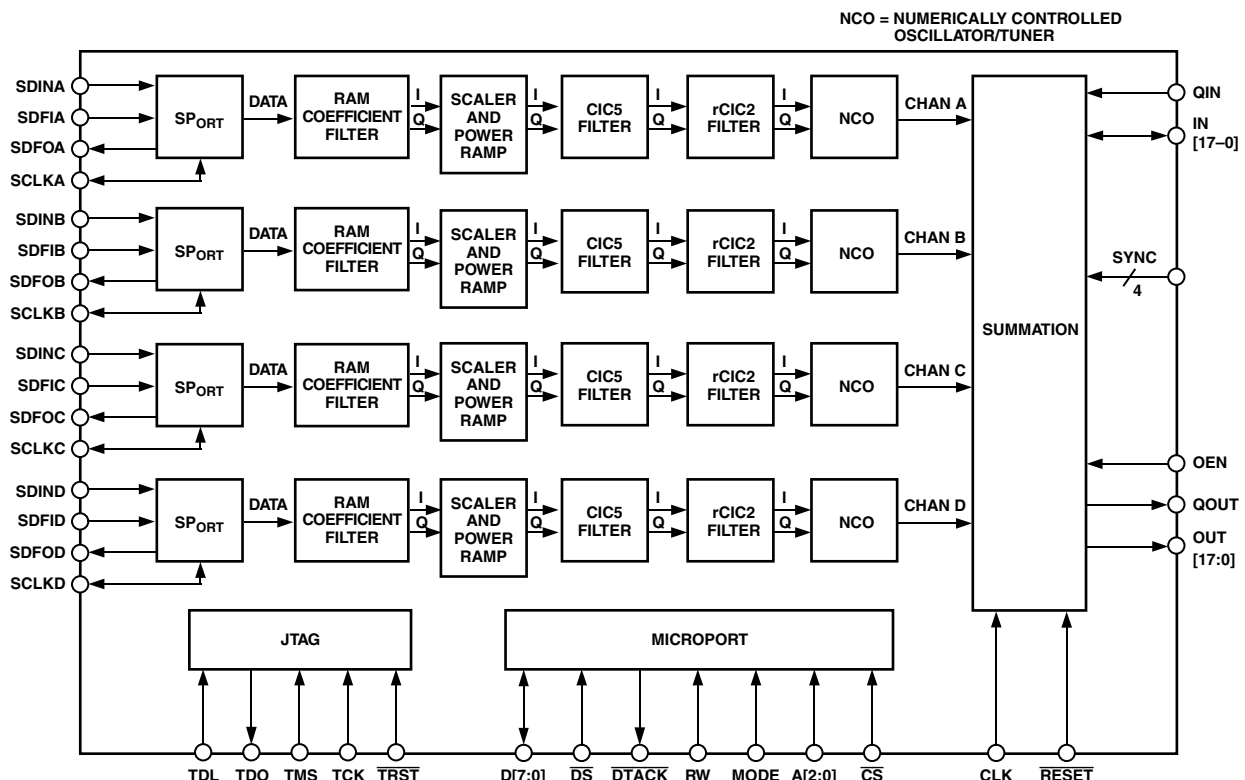 NCO = NUMERICALLY CONTROLLED
OSCILLATOR/TUNER
SDINA
SDFIA
SDFOA
SCLKA
SPORT
DATA
RAM
COEFFICIENT
FILTER
I
Q
SCALER
AND
POWER
RAMP
I
Q
CIC5
FILTER
I
Q
rCIC2
FILTER
I
Q
NCO
CHAN A
SDINB
SDFIB
SDFOB
SCLKB
SPORT
DATA
RAM
COEFFICIENT
FILTER
I
Q
SCALER
AND
POWER
RAMP
I
Q
CIC5
FILTER
I
Q
rCIC2
FILTER
I
Q
NCO
CHAN B
SDINC
SDFIC
SDFOC
SCLKC
SPORT
DATA
RAM
COEFFICIENT
FILTER
I
Q
SCALER
AND
POWER
RAMP
I
Q
CIC5
FILTER
I
Q
rCIC2
FILTER
I
Q
NCO
CHAN C
SDIND
SDFID
SDFOD
SCLKD
SPORT
DATA
RAM
COEFFICIENT
FILTER
I
Q
SCALER
AND
POWER
RAMP
I
Q
CIC5
FILTER
I
Q
rCIC2
FILTER
I
Q
NCO
CHAN D
SUMMATION
QIN
IN
[17–0]
SYNC
4
OEN
QOUT
OUT
[17:0]
JTAG
MICROPORT
TDL
TDO
TMS
TCK
TRST
D[7:0]
DS
DTACK
RW
MODE
A[2:0]
CS
CLK
RESET